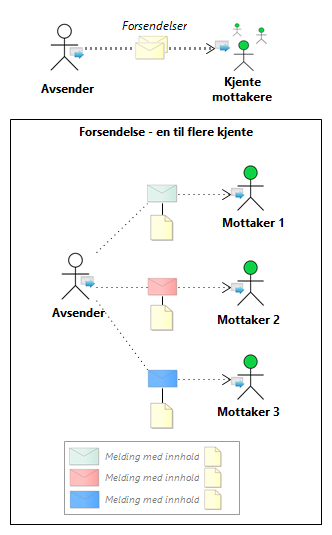 Forsendelser
Avsender
Kjente
mottakere
Forsendelse - en til flere kjente
Mottaker 1
Avsender
Mottaker 2
Mottaker 3
Melding med innhold
Melding med innhold
Melding med innhold